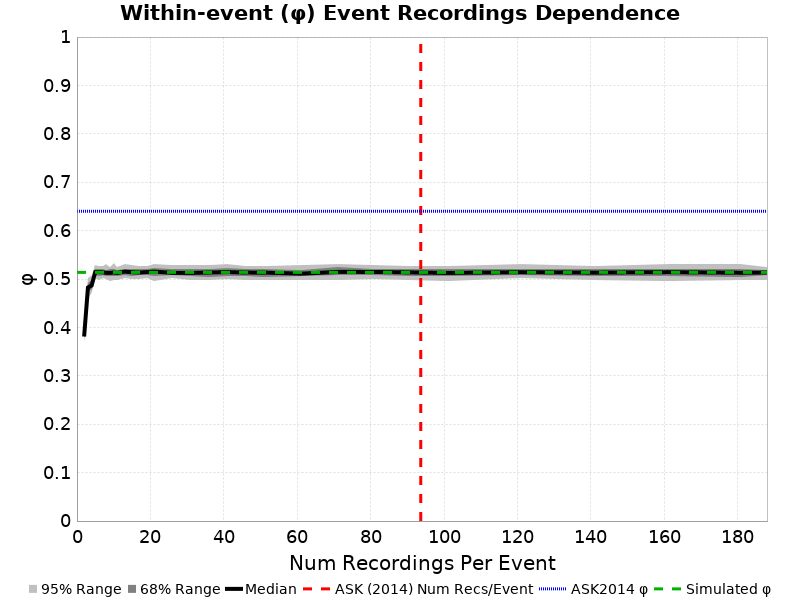 Within-event (φ) Event Recordings Dependence
1
0.9
0.8
0.7
0.6
0.5
0.4
0.3
0.2
0.1
0
φ
0 20 40 60 80 100 120 140 160 180
Num Recordings Per Event
95% Range 68% Range Median ASK (2014) Num Recs/Event ASK2014 φ Simulated φ